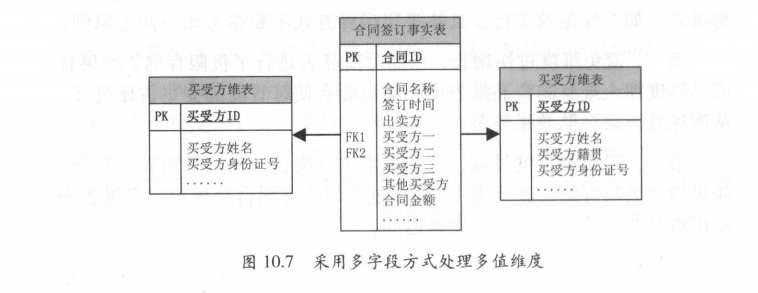 合同签订事实表
PK 合同ID
合同名称
签订时间
出卖方
FK1 买受方一
FK2 买受方二
买受方三
其他买受方
合同金额
······
买受方维表
PK 买受方ID
买受方姓名
买受方身份证号
······
买受方维表
PK 买受方ID
买受方姓名
买受方籍贯
买受方身份证号
······
图 10.7 采用多字段方式处理多值维度